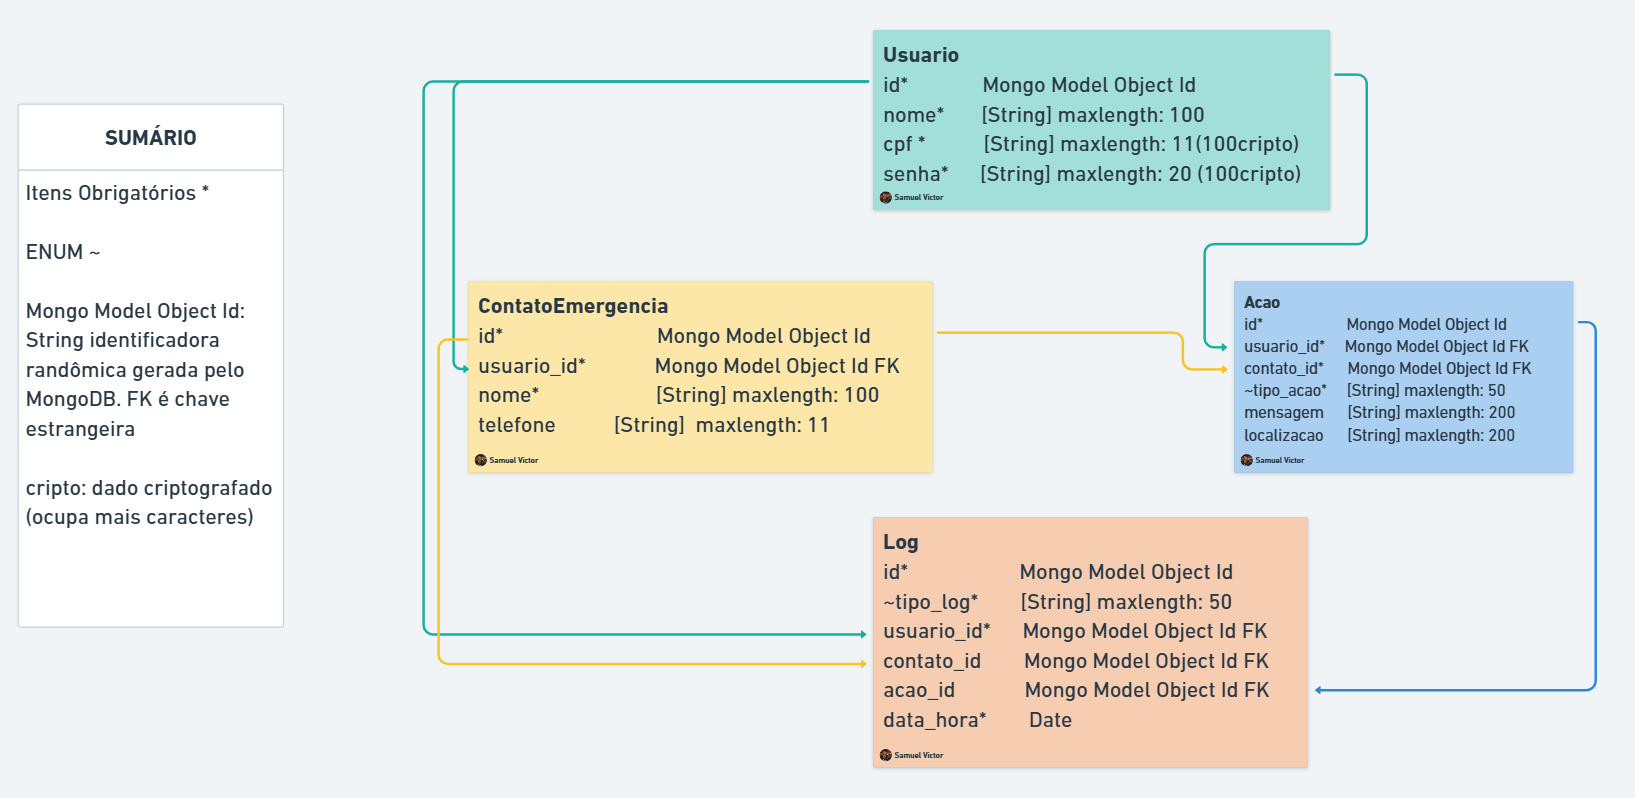 SUMÁRIO
Itens Obrigatórios *
ENUM ~
Mongo Model Object Id:
String identificadora
randômica gerada pelo
MongoDB. FK é chave
estrangeira
cripto: dado criptografado
(ocupa mais caracteres)
Usuario
id* Mongo Model Object Id
nome* [String] maxlength: 100
cpf * [String] maxlength: 11(100cripto)
senha* [String] maxlength: 20 (100cripto)
Samuel Victor
ContatoEmergencia
id* Mongo Model Object Id
usuario_id* Mongo Model Object Id FK
nome* [String] maxlength: 100
telefone [String] maxlength: 11
Samuel Victor
Acao
id* Mongo Model Object Id
usuario_id* Mongo Model Object Id FK
contato_id* Mongo Model Object Id FK
~tipo_acao* [String] maxlength: 50
mensagem [String] maxlength: 200
localizacao [String] maxlength: 200
Samuel Victor
Log
id* Mongo Model Object Id
~tipo_log* [String] maxlength: 50
usuario_id* Mongo Model Object Id FK
contato_id Mongo Model Object Id FK
acao_id Mongo Model Object Id FK
data_hora* Date
Samuel Victor